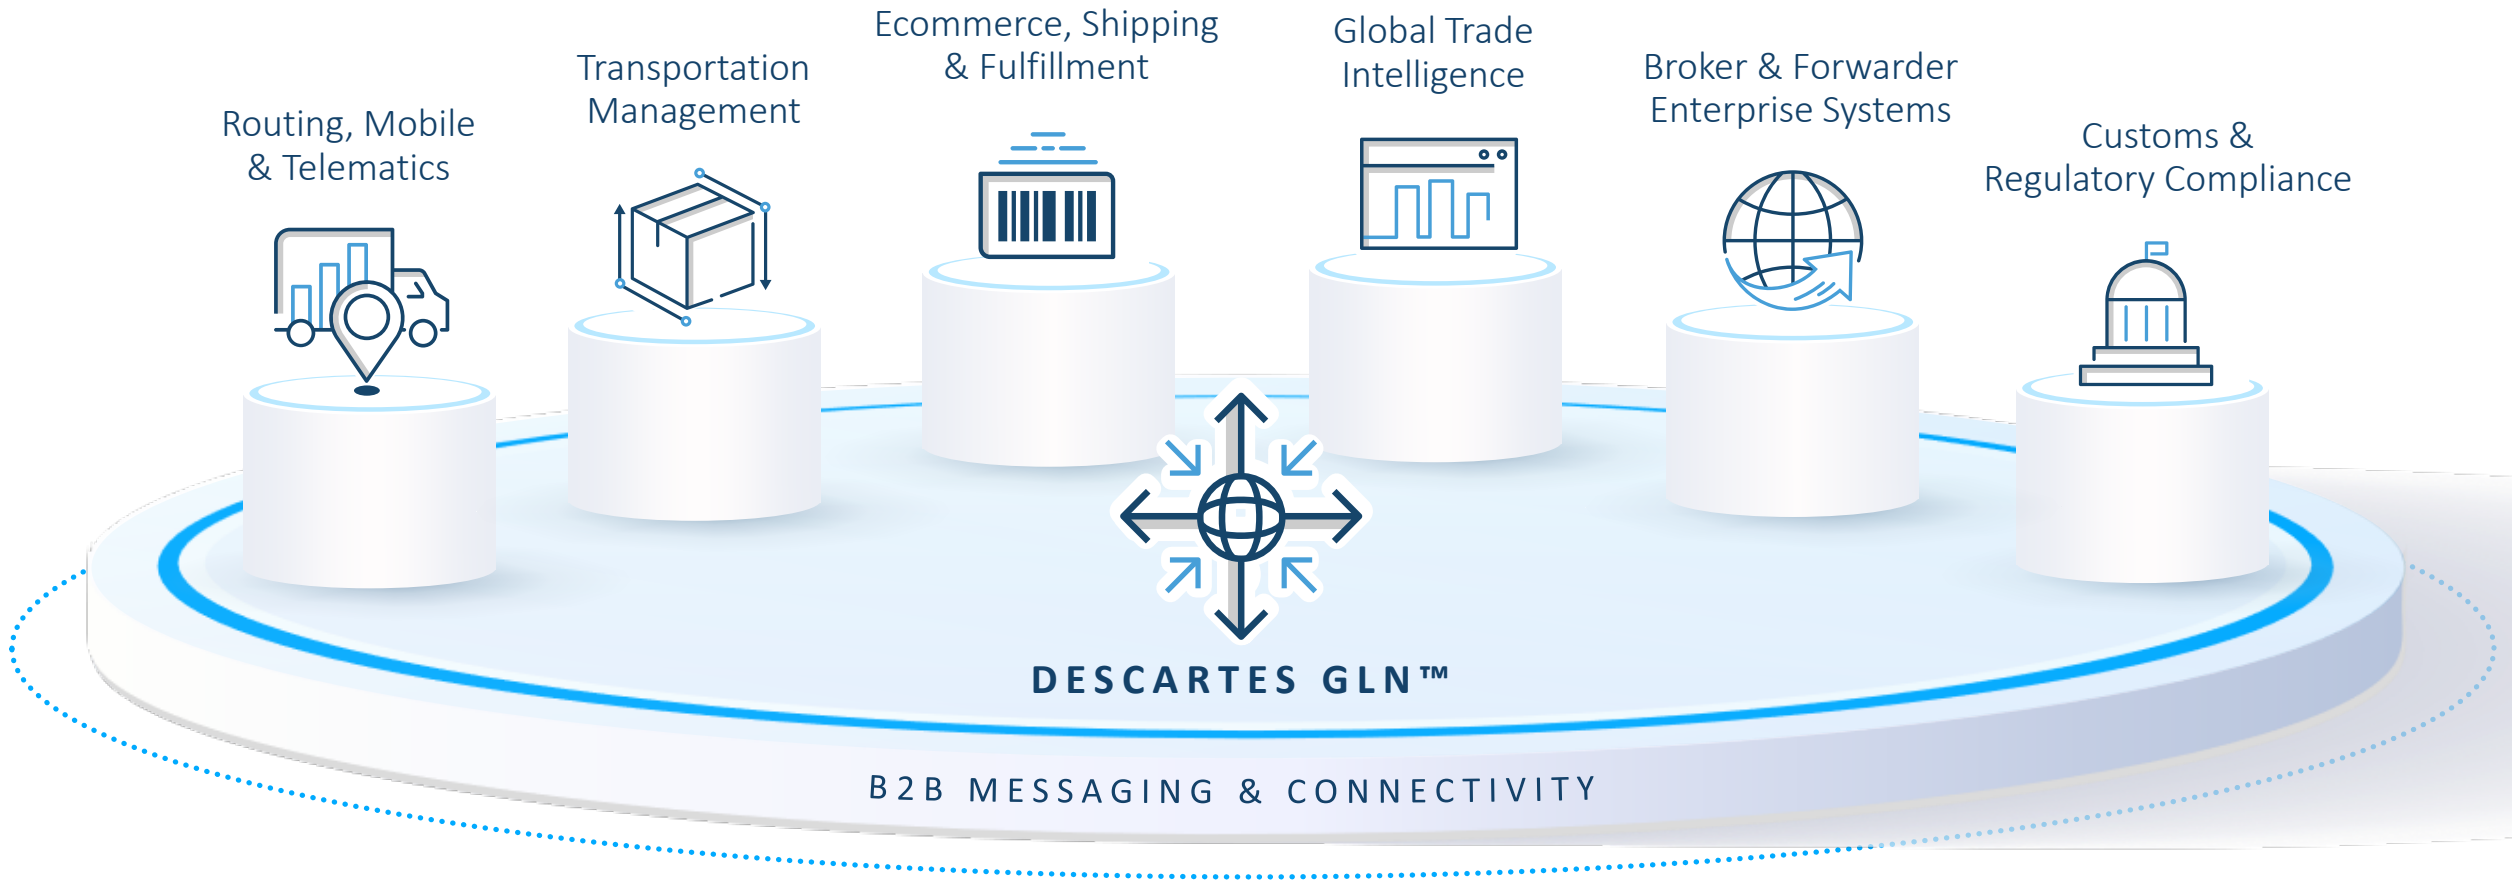 Routing, Mobile
& Telematics
Transportation
Management
Ecommerce, Shipping
& Fulfillment
Global Trade
Intelligence
Broker & Forwarder
Enterprise Systems
Customs &
Regulatory Compliance
DESCARTES GLN™
B2B MESSAGING & CONNECTIVITY